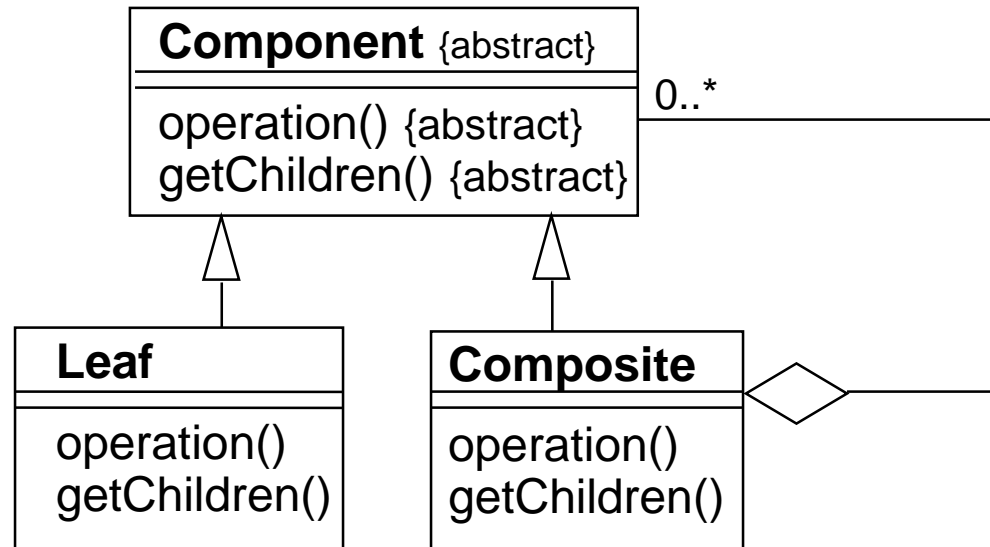 Component {abstract}
0..*
operation() {abstract}
getChildren() {abstract}
Leaf
operation()
getChildren()
Composite
operation()
getChildren()